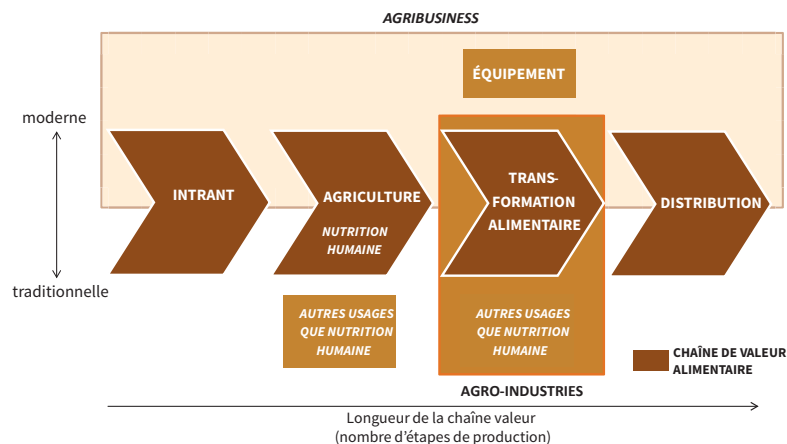 AGRIBUSINESS
ÉQUIPEMENT
moderne
traditionnelle
INTRANT
AGRICULTURE
NUTRITION
HUMAINE
TRANS-
FORMATION
ALIMENTAIRE
DISTRIBUTION
AUTRES USAGES
QUE NUTRITION
HUMAINE
AUTRES USAGES
QUE NUTRITION
HUMAINE
CHAÎNE DE VALEUR
ALIMENTAIRE
AGRO-INDUSTRIES
Longueur de la chaîne valeur
(nombre d'étapes de production)